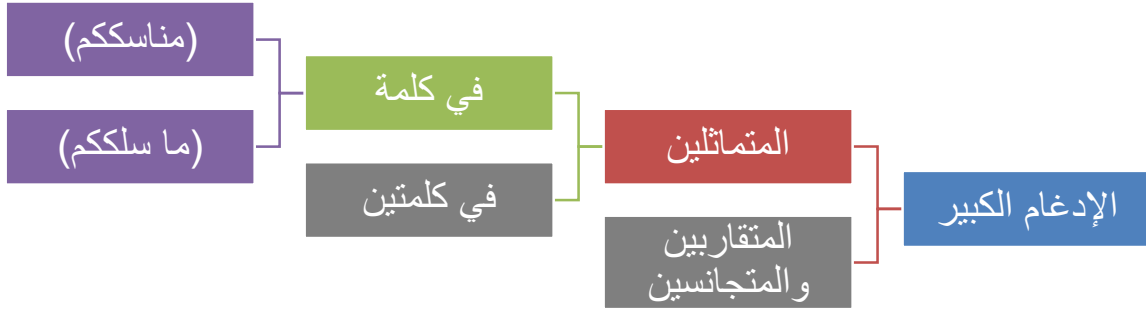 الإدغام الكبير
المتماثلين
في كلمة
(مناسككم)
(ما سلككم)
في كلمتين
المتقاربين
والمتجانسين